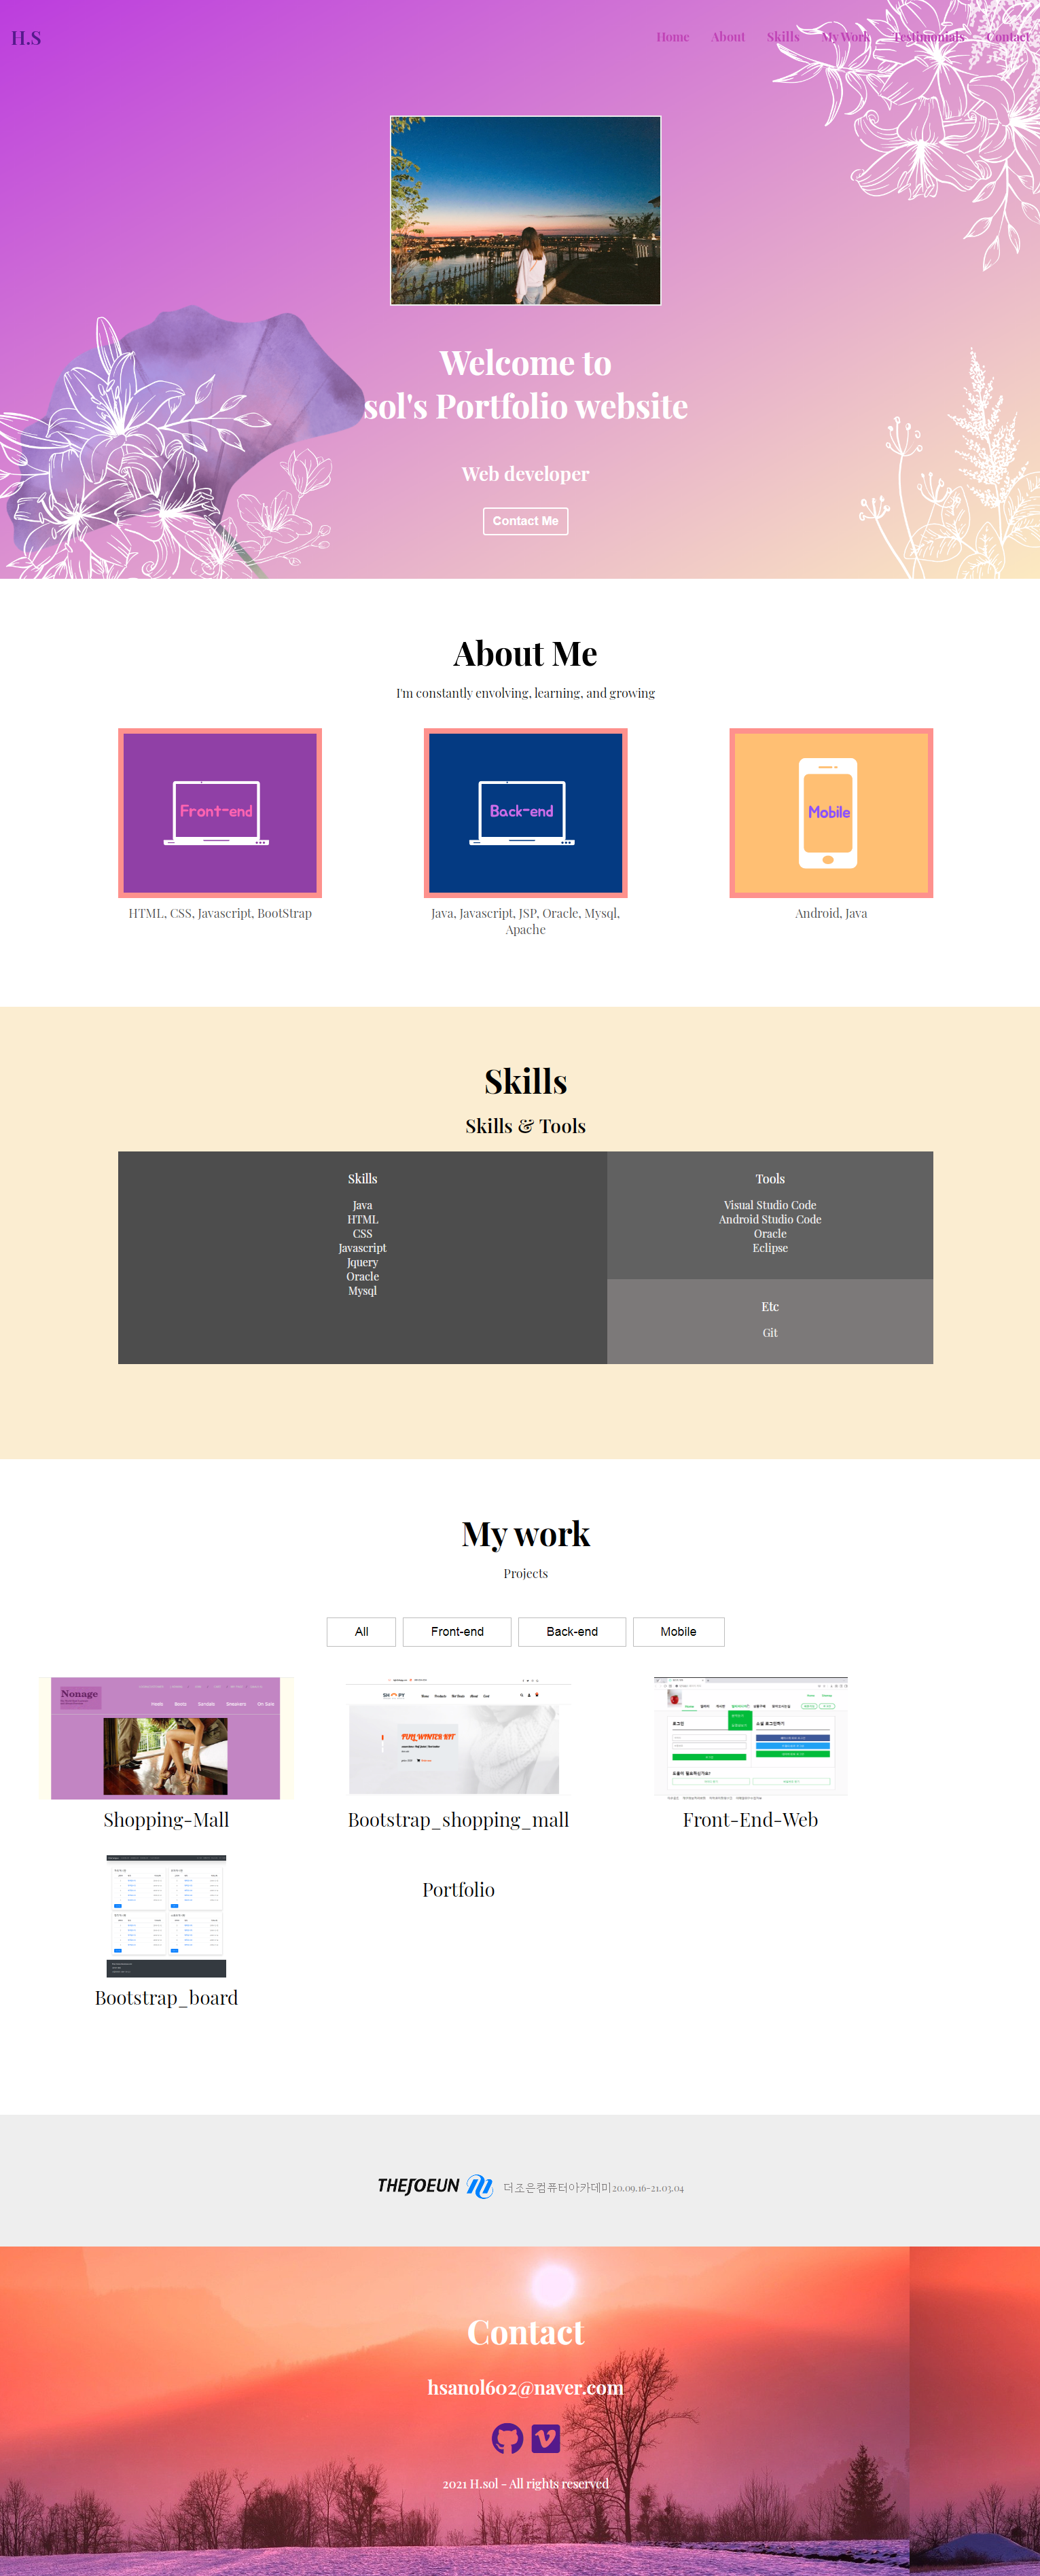 H.S
Home About Skills My Work Testimonials Contact
Welcome to
sol's Portfolio website
Web developer
Contact Me
About Me
I'm constantly envolving, learning, and growing
Front-end
Back-end
Mobile
HTML, CSS, Javascript, BootStrap
Java, Javascript, JSP, Oracle, Mysql,
Apache
Android, Java
Skills
Skills & Tools
Skills
Java
HTML
CSS
Javascript
Jquery
Oracle
Mysql
Tools
Visual Studio Code
Android Studio Code
Oracle
Eclipse
Etc
Git
My work
Projects
All
Front-end
Back-end
Mobile
Nonage
FULL WINTER KIT
Shopping-Mall
Bootstrap_shopping_mall
Front-End-Web
Bootstrap_board
Portfolio
THEJOEUN
더조은컴퓨터아카데미20.09.16-21.03.04
Contact
hsanol602@naver.com
2021 H.sol - All rights reserved